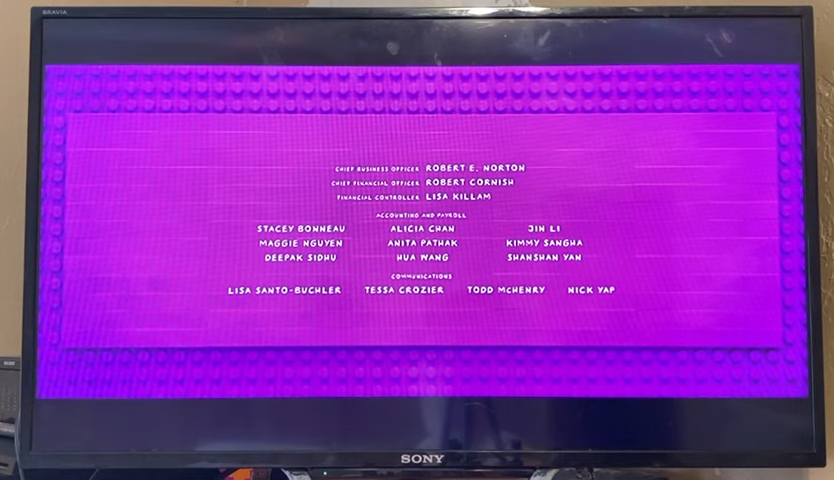 BRAVIA
CHIEF BUSINESS OFFICER ROBERT E. NORTON
CHIEF FINANCIAL OFFICER ROBERT CORNISH
FINANCIAL CONTROLLER LISA KILLAM
ACCOUNTING AND PAYROLL
STACEY BONNEAU ALICIA CHAN JIN LI
MAGGIE NGUYEN ANITA PATHAK KIMMY SANGHA
DEEPAK SIDHU HUA WANG SHANSHAN YAN
COMMUNICATIONS
LISA SANTO-BUCHLER TESSA CROZIER TODD McHENRY NICK YAP
SONY